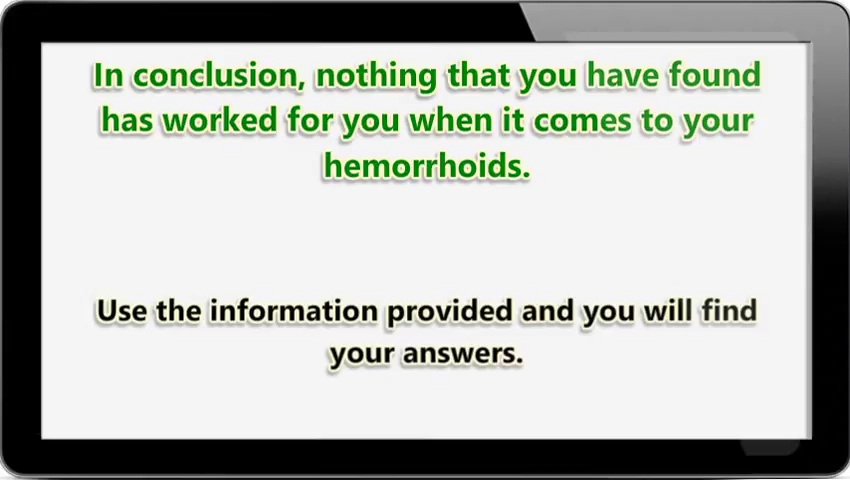 In conclusion, nothing that you have found
has worked for you when it comes to your
hemorrhoids.
Use the information provided and you will find
your answers.